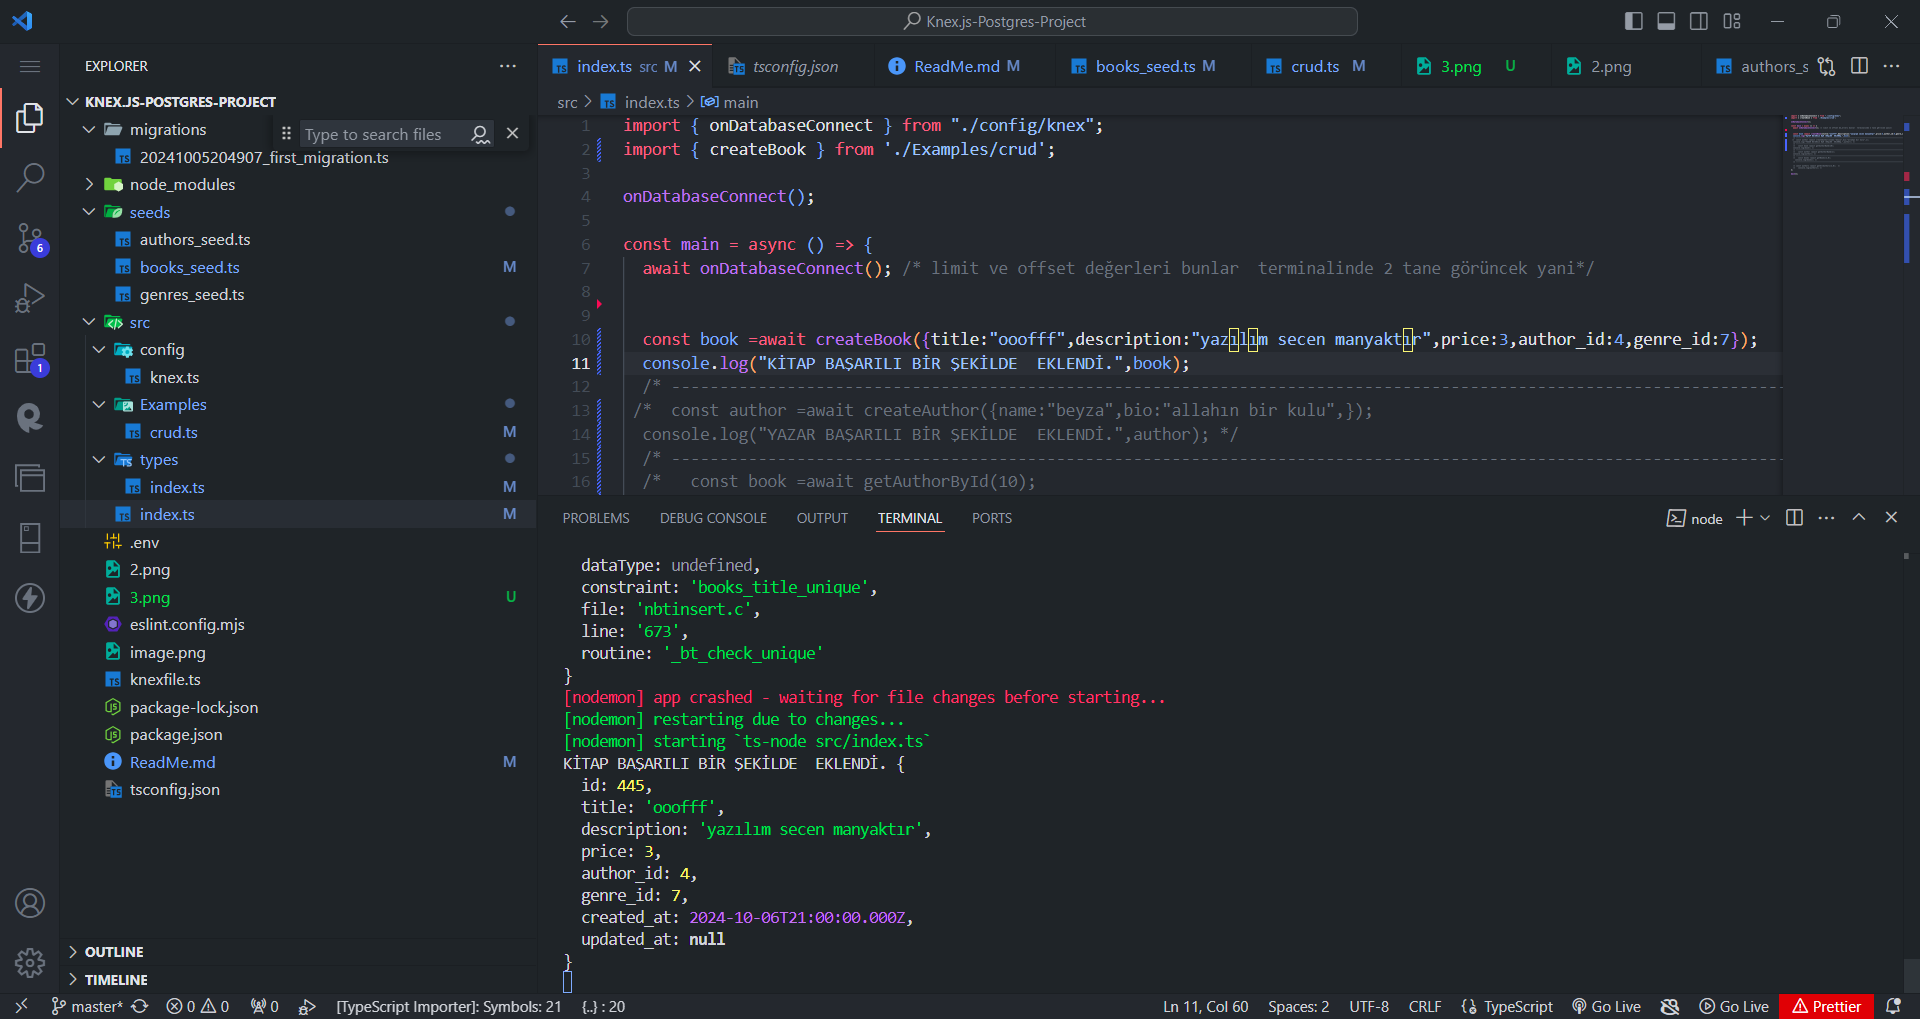 Knex.js-Postgres-Project
EXPLORER
KNEX.JS-POSTGRES-PROJECT
migrations
Type to search files
20241005204907_first_migration.ts
node_modules
seeds
authors_seed.ts
books_seed.ts M
genres_seed.ts
src
config
knex.ts
Examples
crud.ts M
types
index.ts M
index.ts M
.env
2.png
3.png U
eslint.config.mjs
image.png
knexfile.ts
package-lock.json
package.json
ReadMe.md M
tsconfig.json
OUTLINE
TIMELINE
6
1
index.ts src M
tsconfig.json
ReadMe.md M
books_seed.ts M
crud.ts M
3.png U
2.png
authors_s
src > index.ts > main
1 import { onDatabaseConnect } from "./config/knex";
2 import { createBook } from './Examples/crud';
3
4 onDatabaseConnect();
5
6 const main = async () => {
7 await onDatabaseConnect(); /* limit ve offset değerleri bunlar  terminalinde 2 tane görüncek yani*/
8
9
10 const book =await createBook({title:"ooofff",description:"yazılım secen manyaktır",price:3,author_id:4,genre_id:7});
11 console.log("KİTAP BAŞARILI BİR ŞEKİLDE  EKLENDİ.",book);
12 /* ---------------------------------------------------------------------------------------------------------------------
13 /*  const author =await createAuthor({name:"beyza",bio:"allahın bir kulu",});
14 console.log("YAZAR BAŞARILI BİR ŞEKİLDE  EKLENDİ.",author); */
15 /* ---------------------------------------------------------------------------------------------------------------------
16 /*   const book =await getAuthorById(10);
PROBLEMS DEBUG CONSOLE OUTPUT TERMINAL PORTS
node
dataType: undefined,
constraint: 'books_title_unique',
file: 'nbtinsert.c',
line: '673',
routine: '_bt_check_unique'
}
[nodemon] app crashed - waiting for file changes before starting...
[nodemon] restarting due to changes...
[nodemon] starting `ts-node src/index.ts`
KİTAP BAŞARILI BİR ŞEKİLDE  EKLENDİ. {
id: 445,
title: 'ooofff',
description: 'yazılım secen manyaktır',
price: 3,
author_id: 4,
genre_id: 7,
created_at: 2024-10-06T21:00:00.000Z,
updated_at: null
}
master* 0 0 0 [TypeScript Importer]: Symbols: 21 {..} : 20 Ln 11, Col 60 Spaces: 2 UTF-8 CRLF TypeScript Go Live Go Live Prettier